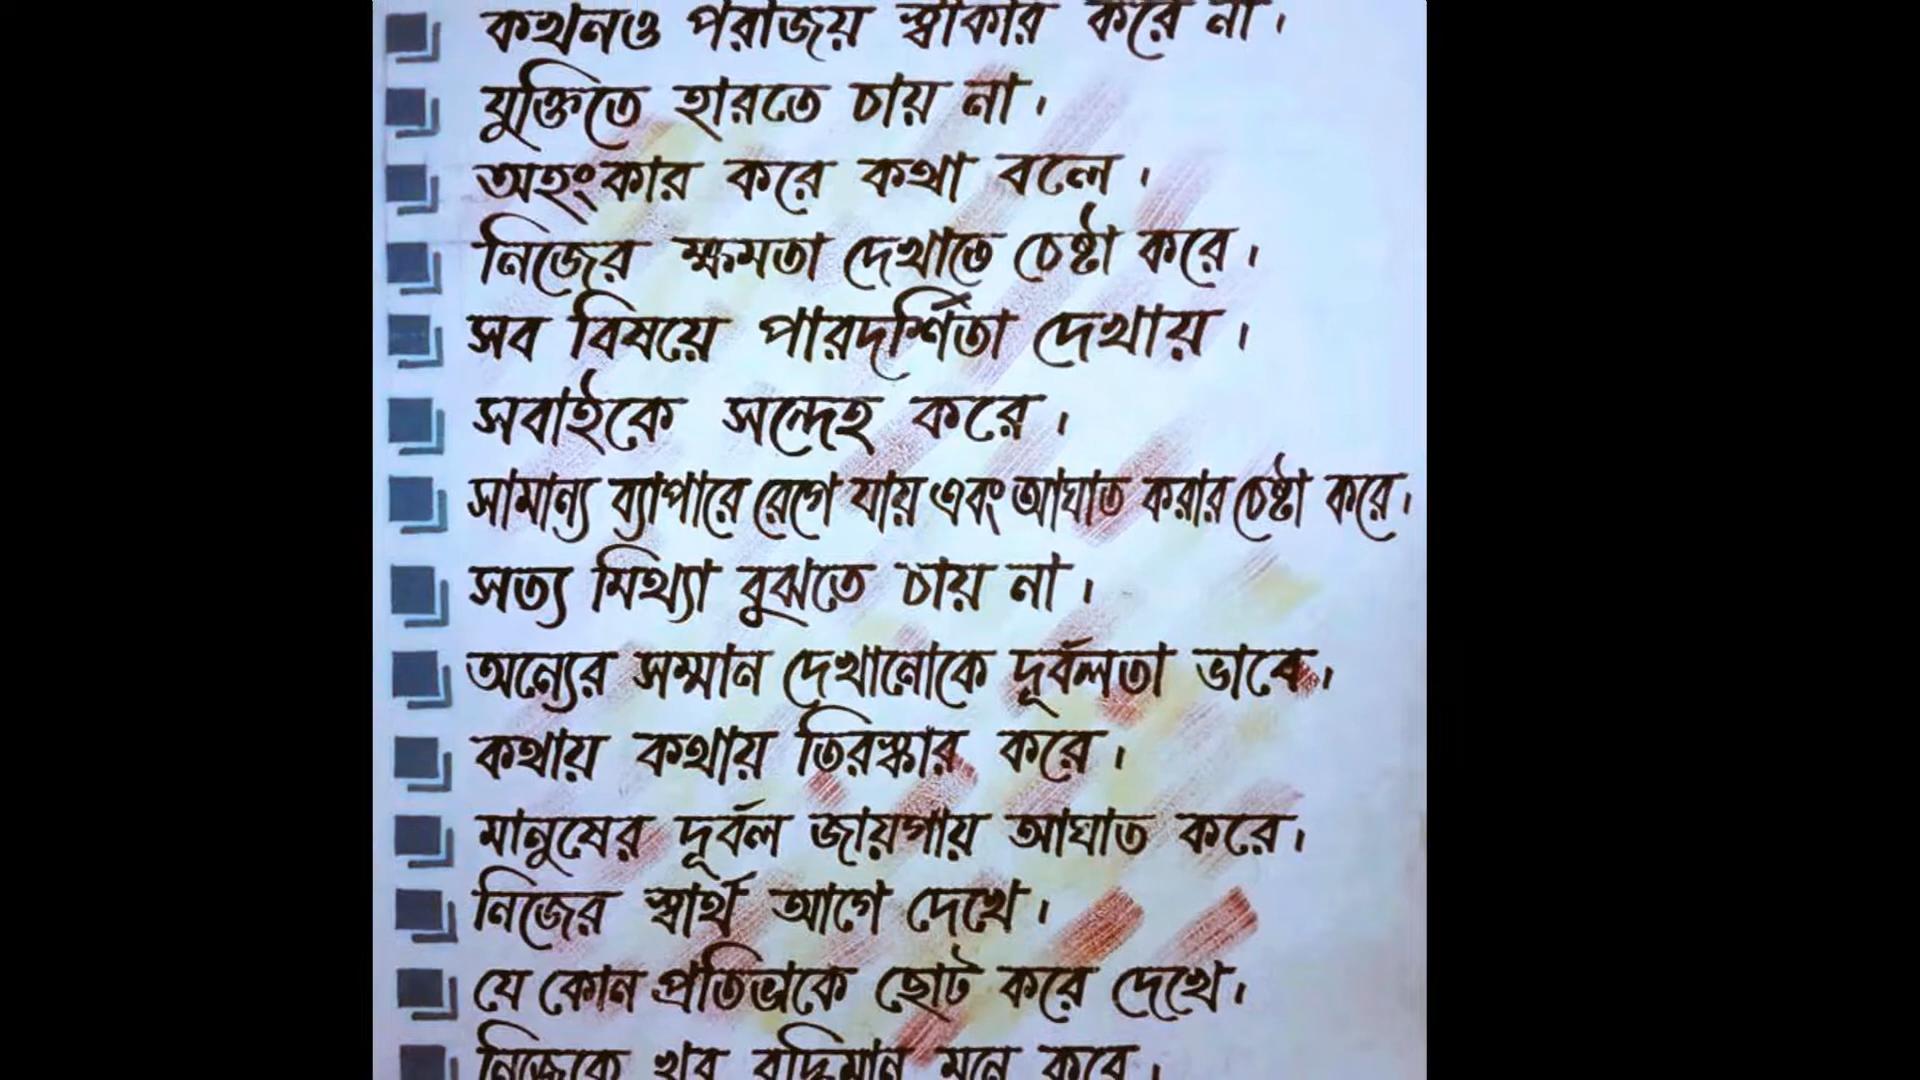 কখনও পরাজয় স্বীকার করে না।
যুক্তিতে হারতে চায় না।
অহংকার করে কথা বলে।
নিজের ক্ষমতা দেখাতে চেষ্টা করে।
সব বিষয়ে পারদর্শিতা দেখায়।
সবাইকে সন্দেহ করে।
সামান্য ব্যাপারে রেগে যায় এবং আঘাত করার চেষ্টা করে।
সত্য মিথ্যা বুঝতে চায় না।
অন্যের সম্মান দেখানোকে দূর্বলতা ভাবে।
কথায় কথায় তিরস্কার করে।
মানুষের দূর্বল জায়গায় আঘাত করে।
নিজের স্বার্থ আগে দেখে।
যে কোন প্রতিভাকে ছোট করে দেখে।
নিজেকে খুব বুদ্ধিমান মনে করে।